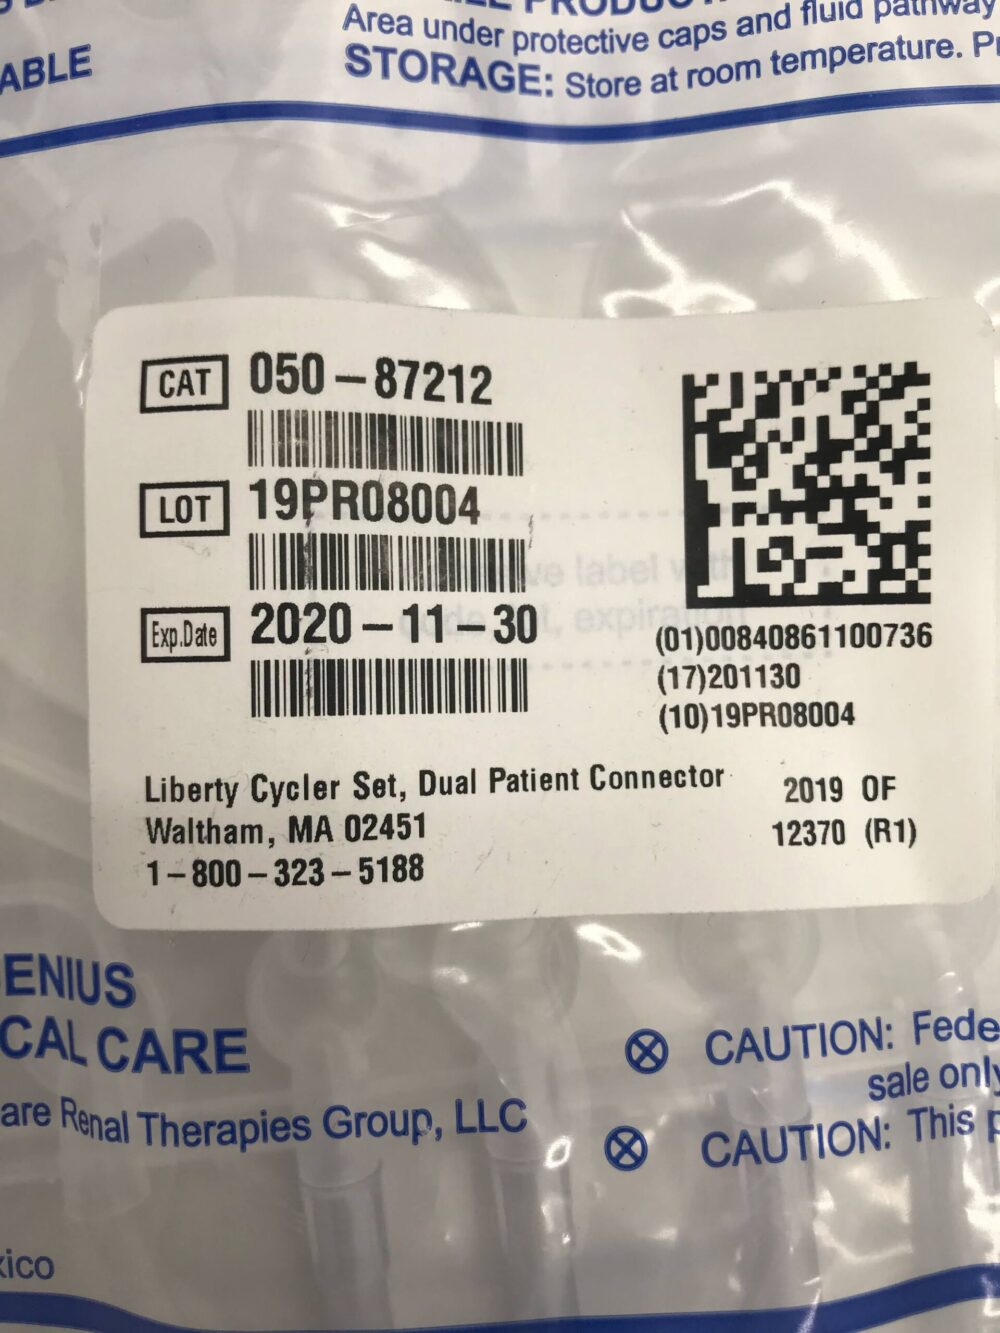 PRODUC
Area under protective caps and fluid pathway
ABLE
STORAGE: Store at room temperature.
CAT 050-87212
LOT 19PR08004
Exp.Date 2020-11-30
(01)00840861100736
(17)201130
(10)19PR08004
Liberty Cycler Set, Dual Patient Connector
Waltham, MA 02451
1-800-323-5188
2019 OF
12370 (R1)
ENIUS
CAL CARE
are Renal Therapies Group, LLC
CAUTION: Fede
sale only
CAUTION: This p
xico